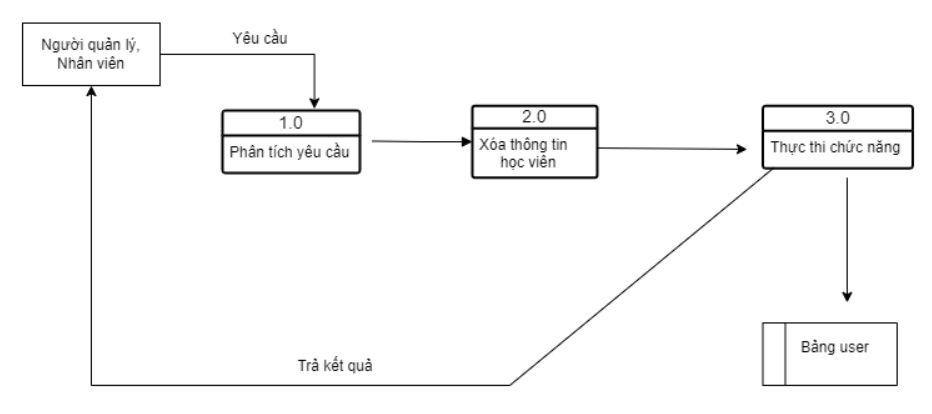 Người quản lý,
Nhân viên
Yêu cầu
1.0
Phân tích yêu cầu
2.0
Xóa thông tin
học viên
3.0
Thực thi chức năng
Bảng user
Trả kết quả